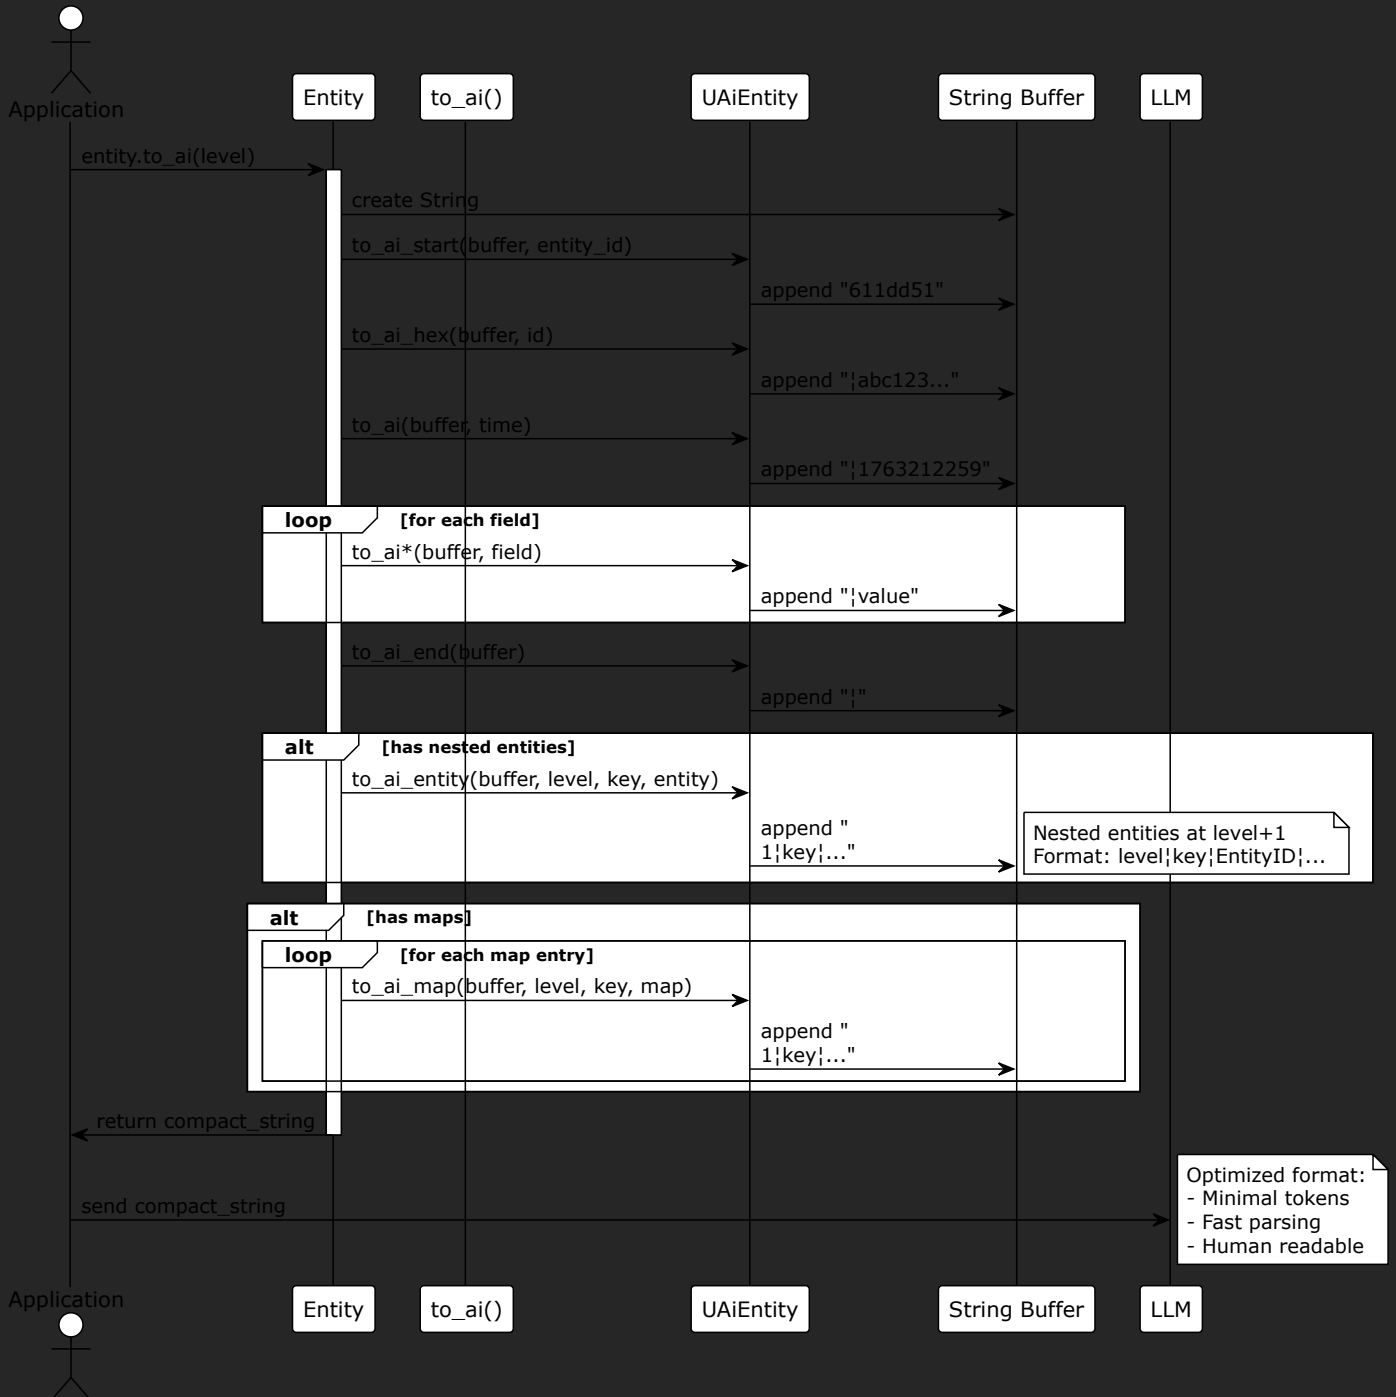 Application
Entity
to_ai()
UAiEntity
String Buffer
LLM
entity.to_ai(level)
create String
to_ai_start(buffer, entity_id)
append "611dd51"
to_ai_hex(buffer, id)
append "¦abc123..."
to_ai(buffer, time)
append "¦1763212259"
loop [for each field]
to_ai*(buffer, field)
append "¦value"
to_ai_end(buffer)
append "¦"
alt [has nested entities]
to_ai_entity(buffer, level, key, entity)
append "
1¦key¦..."
Nested entities at level+1
Format: level¦key¦EntityID¦...
alt [has maps]
loop [for each map entry]
to_ai_map(buffer, level, key, map)
append "
1¦key¦..."
return compact_string
send compact_string
Optimized format:
- Minimal tokens
- Fast parsing
- Human readable
Application
Entity
to_ai()
UAiEntity
String Buffer
LLM